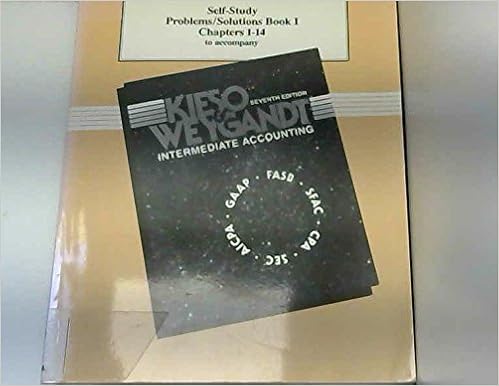 Self-Study
Problems/Solutions Book I
Chapters 1-14
to accompany
KIESO
SEVENTH EDITION
& WEYGANDT
INTERMEDIATE ACCOUNTING
GAAP · FASB · SFAC · CPA · SEC · AICPA ·